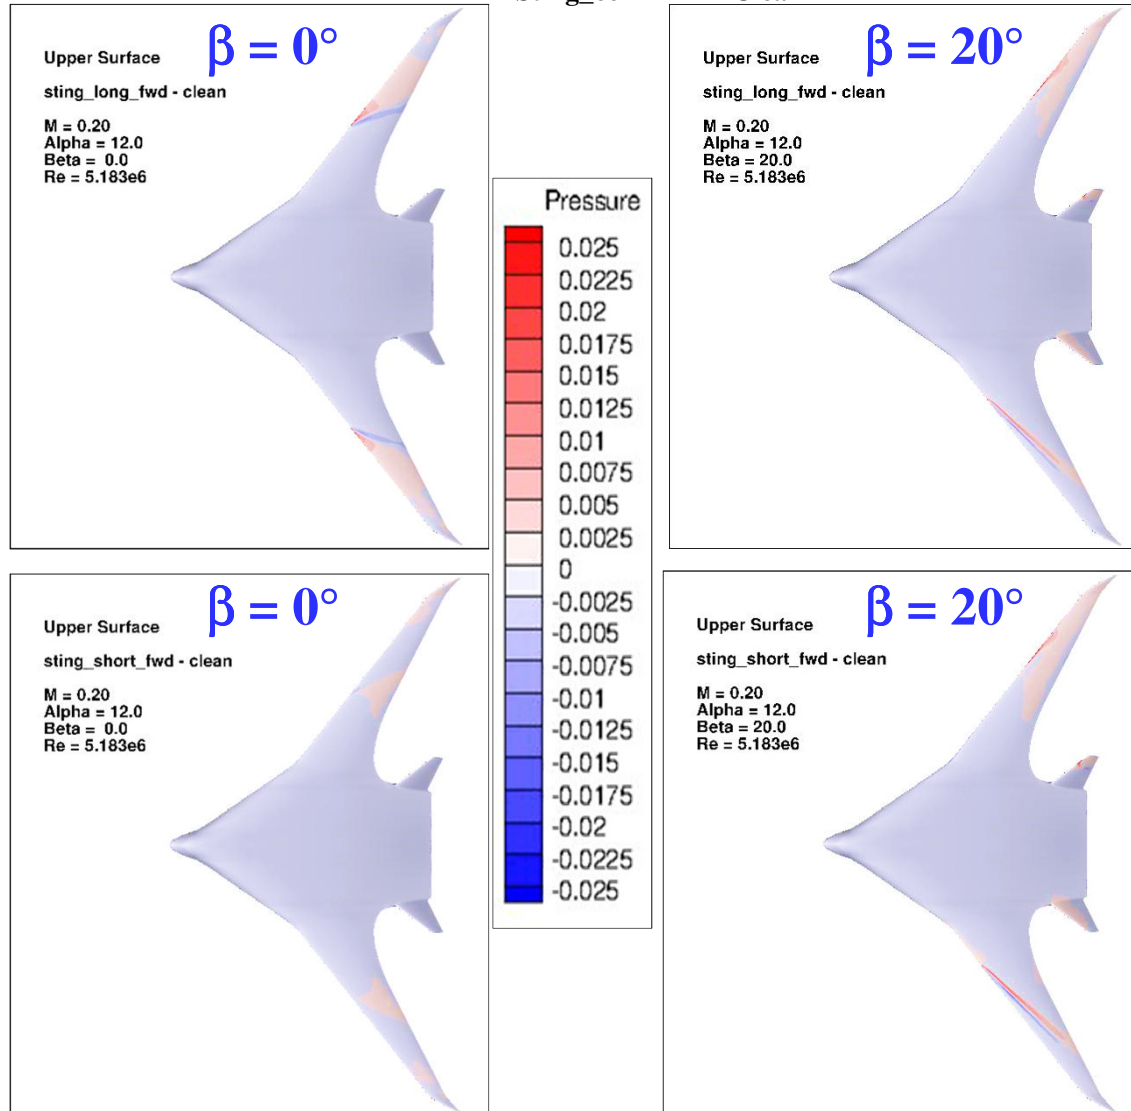 β = 0°
Upper Surface
sting_long_fwd - clean
M = 0.20
Alpha = 12.0
Beta = 0.0
Re = 5.183e6
β = 20°
Upper Surface
sting_long_fwd - clean
M = 0.20
Alpha = 12.0
Beta = 20.0
Re = 5.183e6
Pressure
0.025
0.0225
0.02
0.0175
0.015
0.0125
0.01
0.0075
0.005
0.0025
0
-0.0025
-0.005
-0.0075
-0.01
-0.0125
-0.015
-0.0175
-0.02
-0.0225
-0.025
β = 0°
Upper Surface
sting_short_fwd - clean
M = 0.20
Alpha = 12.0
Beta = 0.0
Re = 5.183e6
β = 20°
Upper Surface
sting_short_fwd - clean
M = 0.20
Alpha = 12.0
Beta = 20.0
Re = 5.183e6